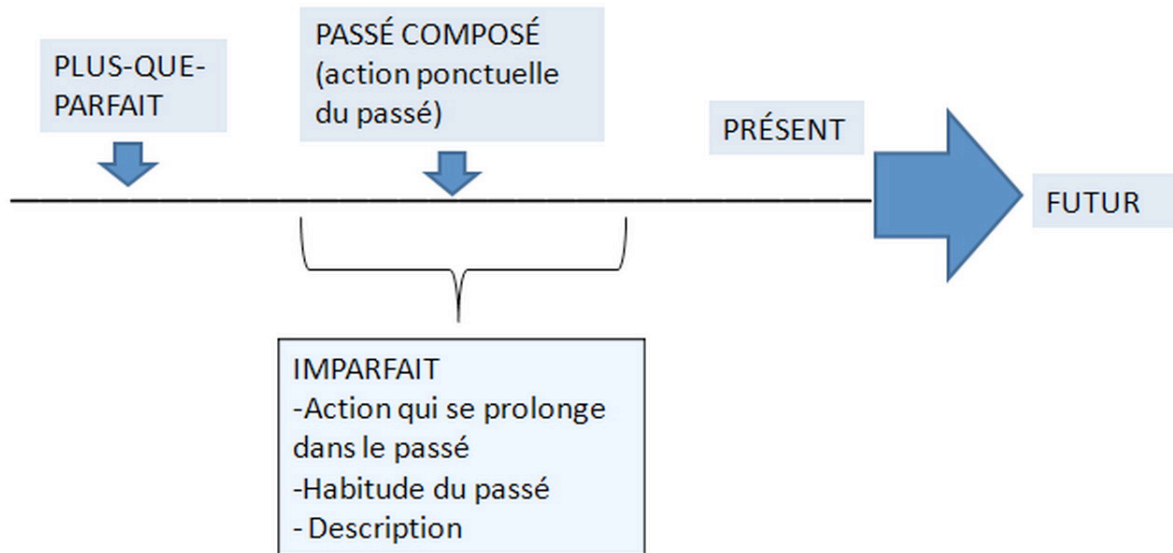 PLUS-QUE-
PARFAIT
PASSÉ COMPOSÉ
(action ponctuelle
du passé)
PRÉSENT
FUTUR
IMPARFAIT
-Action qui se prolonge
dans le passé
-Habitude du passé
- Description